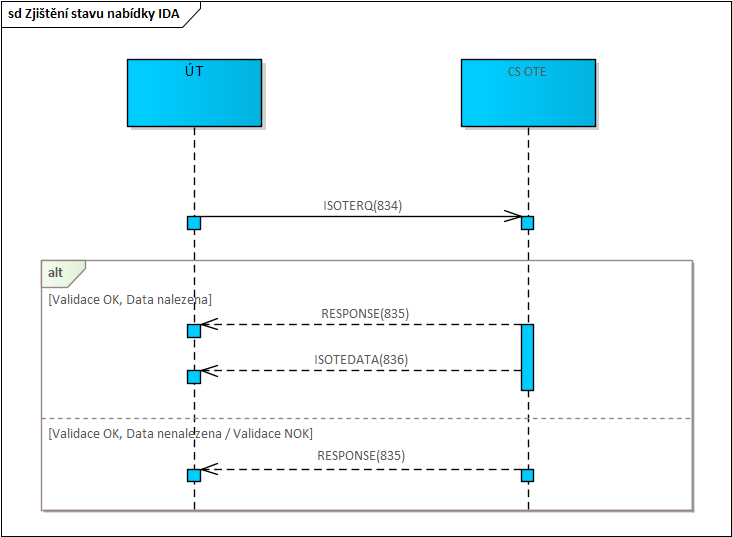 sd Zjištění stavu nabídky IDA
ÚT
CS OTE
ISOTERQ(834)
alt
[Validace OK, Data nalezena]
RESPONSE(835)
ISOTEDATA(836)
[Validace OK, Data nenalezena / Validace NOK]
RESPONSE(835)